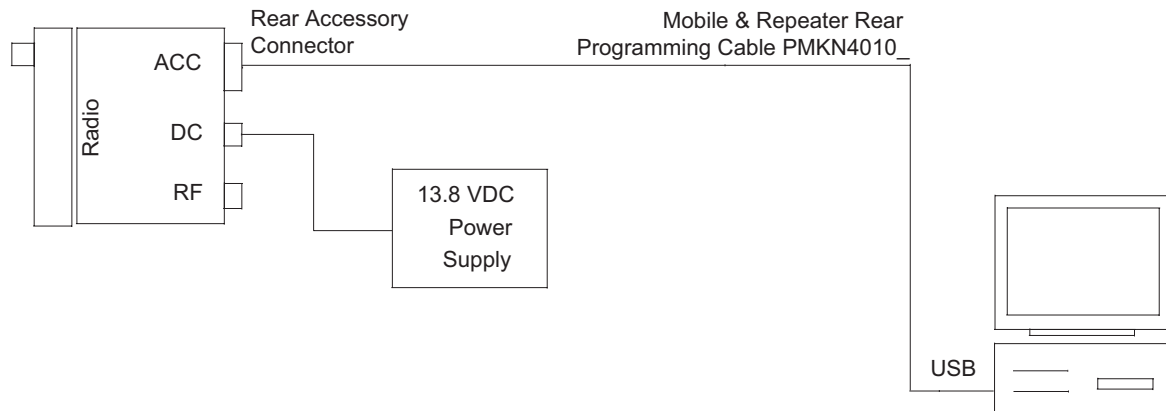 Rear Accessory
Connector
Mobile & Repeater Rear
Programming Cable PMKN4010_
ACC
Radio
DC
RF
13.8 VDC
Power
Supply
USB